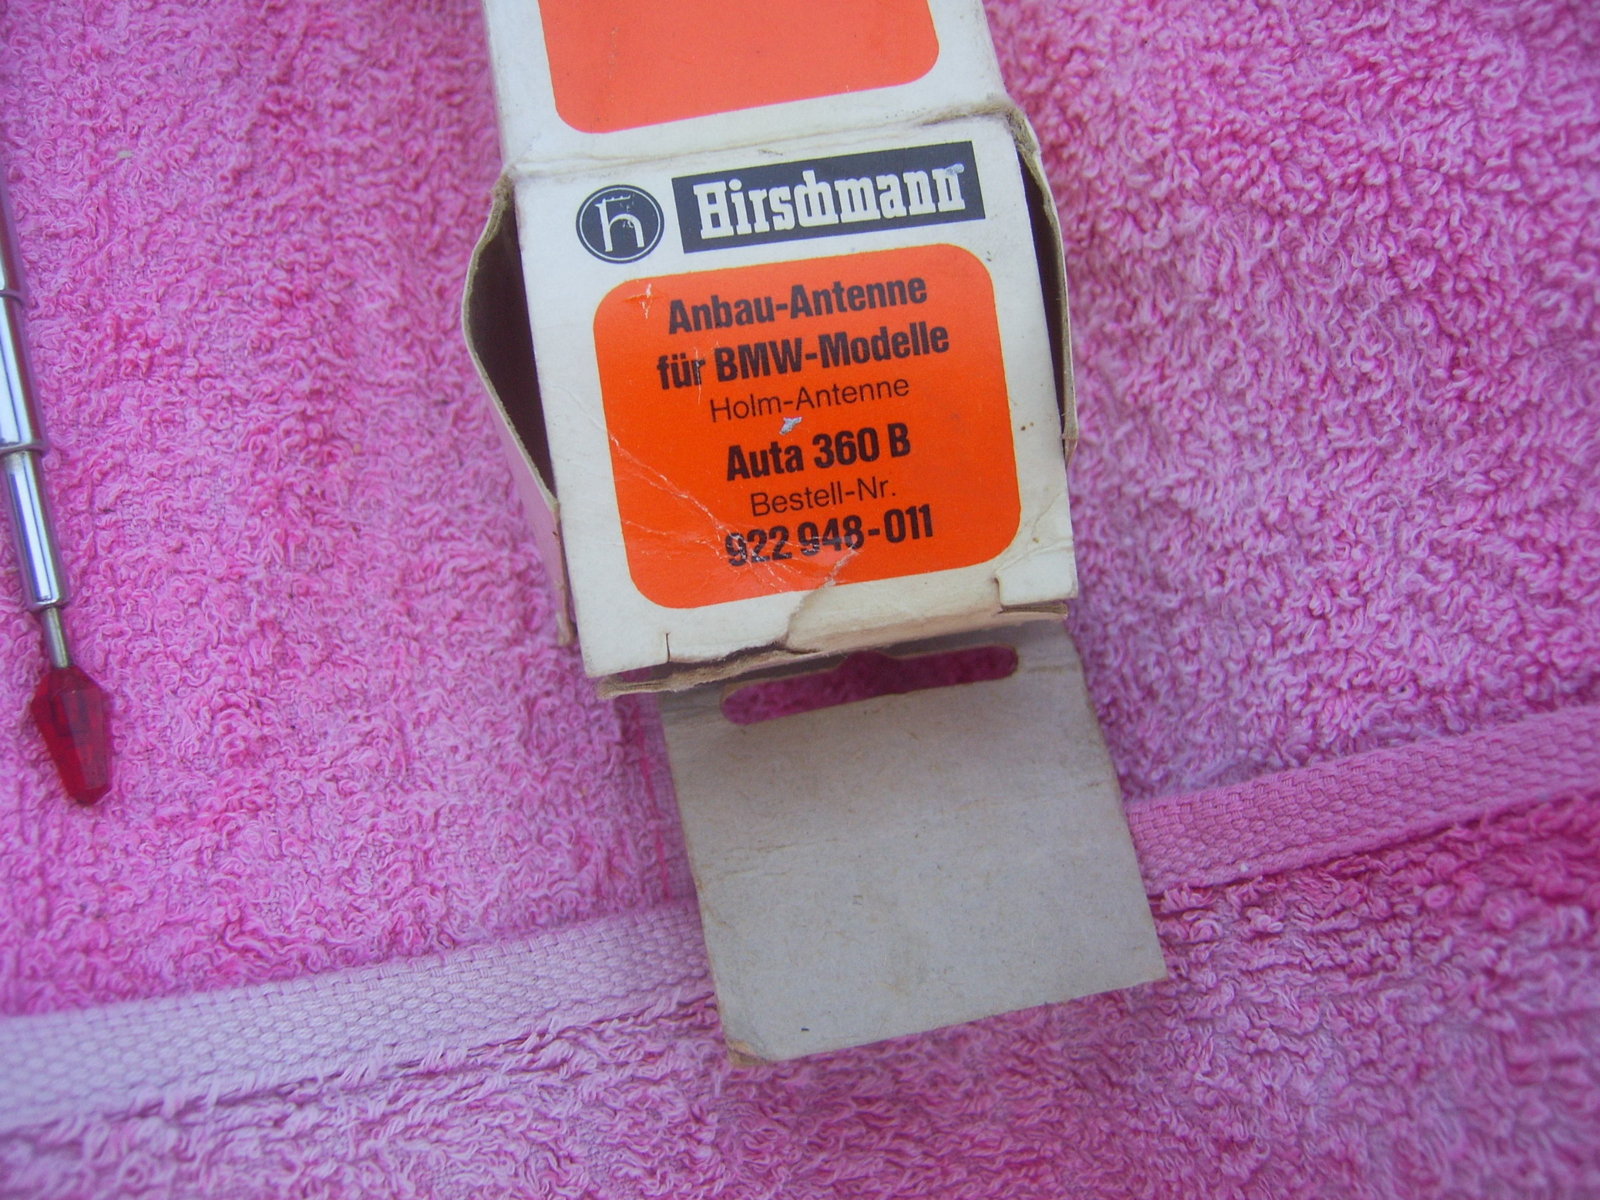 h Hirschmann
Anbau-Antenne
für BMW-Modelle
Holm-Antenne
Auta 360 B
Bestell-Nr.
922 948-011